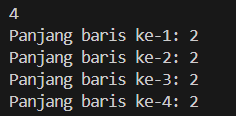 4
Panjang baris ke-1: 2
Panjang baris ke-2: 2
Panjang baris ke-3: 2
Panjang baris ke-4: 2